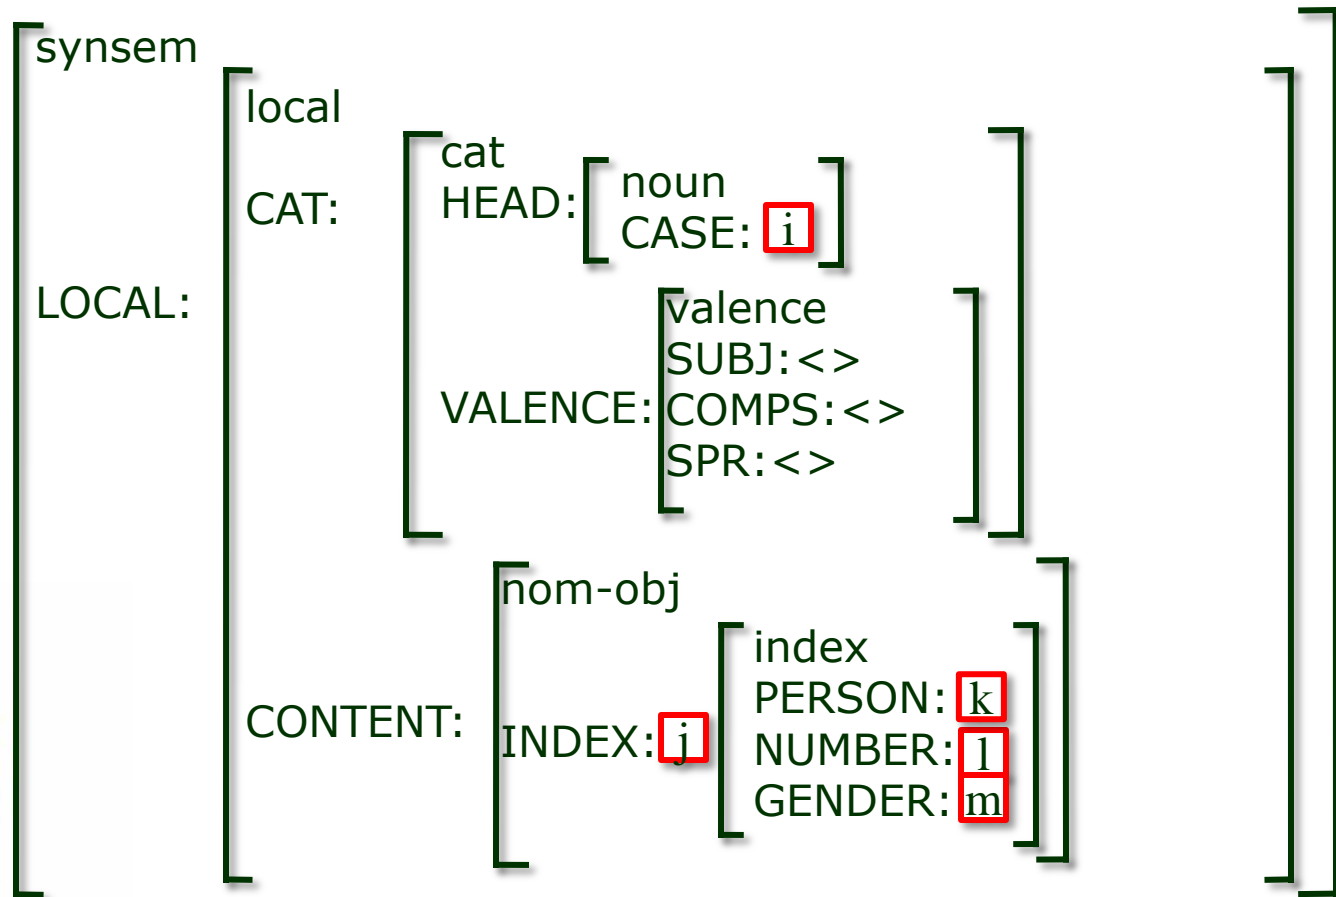 synsem
local
cat
CAT:
HEAD:
noun
CASE: i
LOCAL:
valence
SUBJ:<>
VALENCE:
COMPS:<>
SPR:<>
nom-obj
index
CONTENT:
PERSON: k
INDEX: j
NUMBER: l
GENDER: m